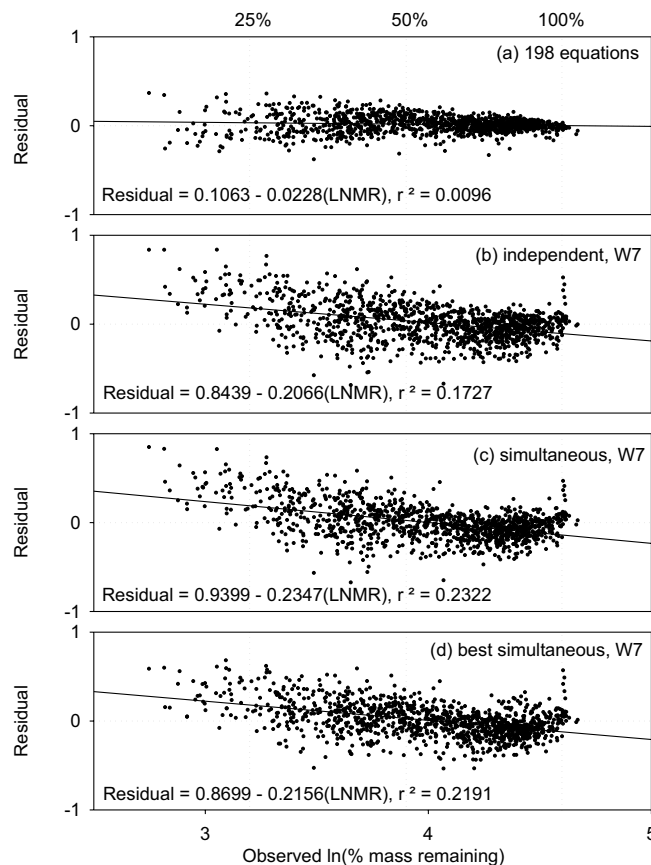 25% 50% 100%
1
(a) 198 equations
Residual
0
Residual = 0.1063 - 0.0228(LNMR), r ² = 0.0096
-1
1
(b) independent, W7
Residual
0
Residual = 0.8439 - 0.2066(LNMR), r ² = 0.1727
-1
1
(c) simultaneous, W7
Residual
0
Residual = 0.9399 - 0.2347(LNMR), r ² = 0.2322
-1
1
(d) best simultaneous, W7
Residual
0
Residual = 0.8699 - 0.2156(LNMR), r ² = 0.2191
-1
3 4 5
Observed ln(% mass remaining)